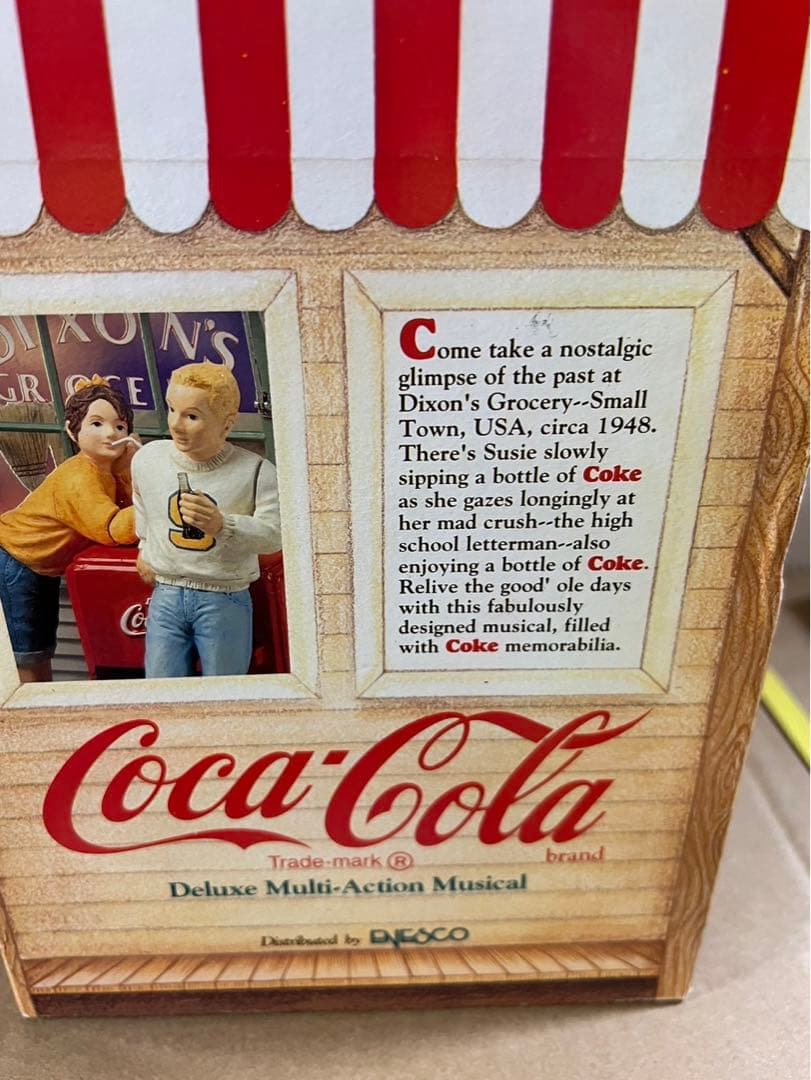 DIXON'S
GROCE
Co
Come take a nostalgic
glimpse of the past at
Dixon's Grocery--Small
Town, USA, circa 1948.
There's Susie slowly
sipping a bottle of Coke
as she gazes longingly at
her mad crush--the high
school letterman--also
enjoying a bottle of Coke.
Relive the good' ole days
with this fabulously
designed musical, filled
with Coke memorabilia.
Coca-Cola
Trade-mark ®
brand
Deluxe Multi-Action Musical
Distributed by ENESCO